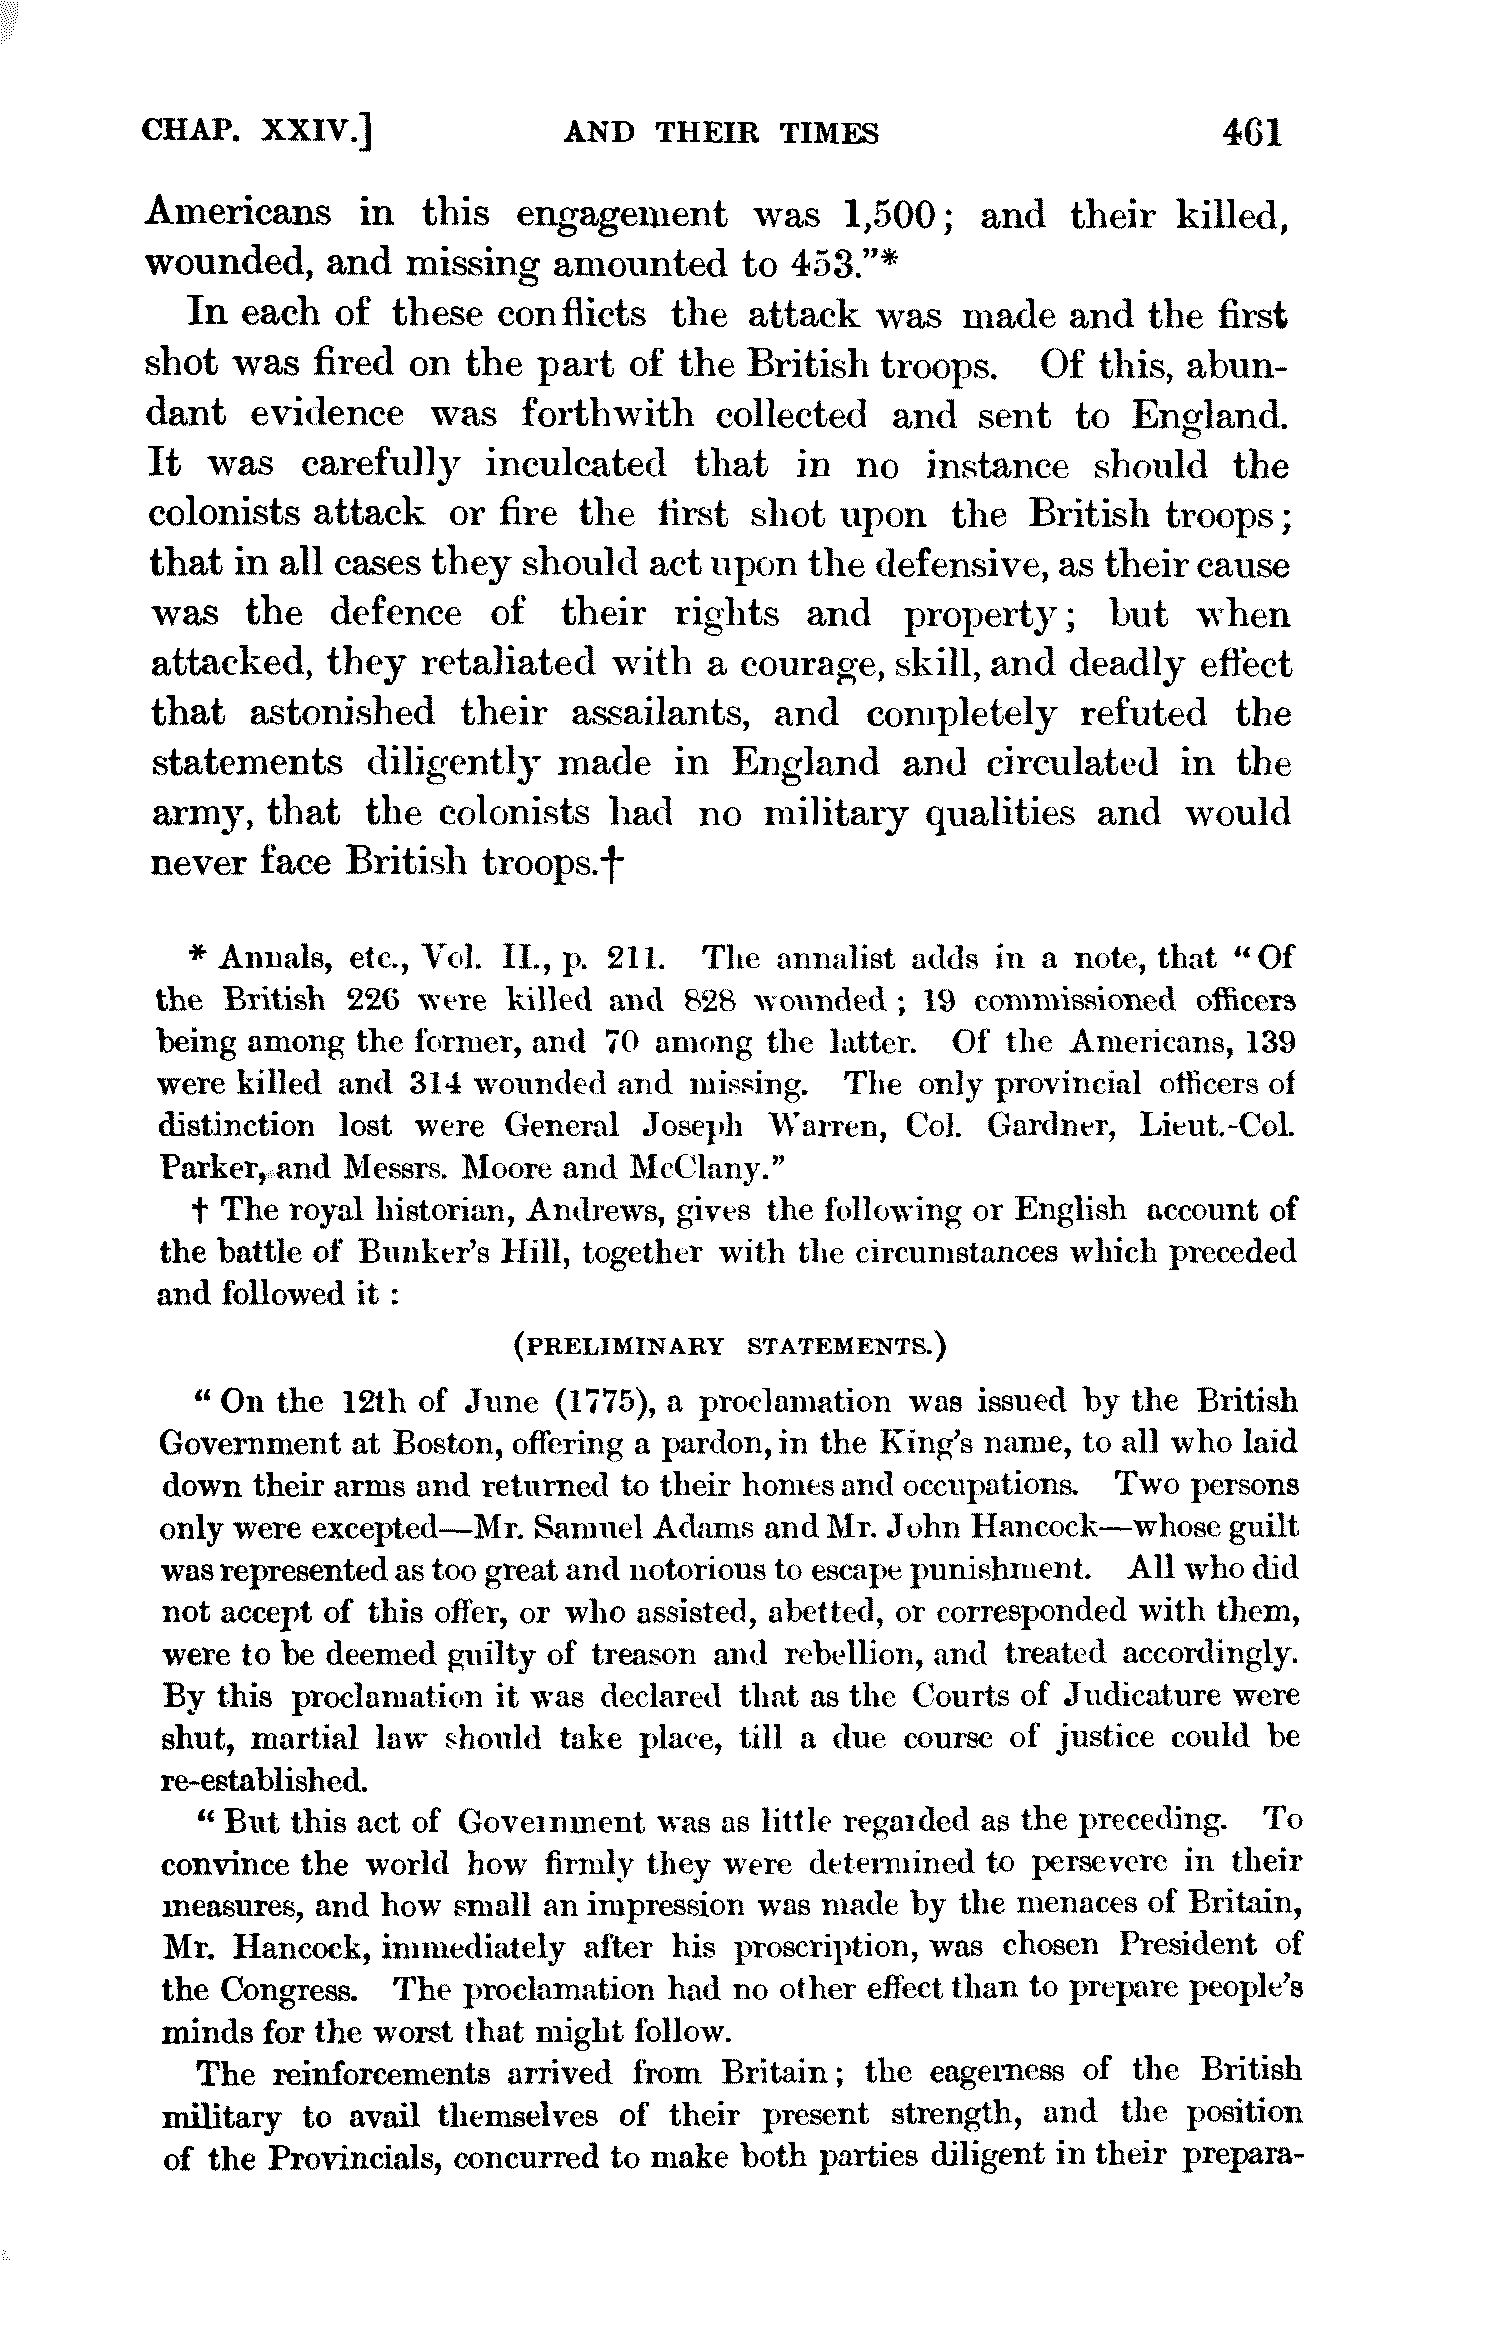 CHAP. XXIV.] AND THEIR TIMES 461
Americans in this engagement was 1,500; and their killed,
wounded, and missing amounted to 453."*
In each of these conflicts the attack was made and the first
shot was fired on the part of the British troops. Of this, abun-
dant evidence was forthwith collected and sent to England.
It was carefully inculcated that in no instance should the
colonists attack or fire the first shot upon the British troops;
that in all cases they should act upon the defensive, as their cause
was the defence of their rights and property; but when
attacked, they retaliated with a courage, skill, and deadly effect
that astonished their assailants, and completely refuted the
statements diligently made in England and circulated in the
army, that the colonists had no military qualities and would
never face British troops.†
* Annals, etc., Vol. II., p. 211. The annalist adds in a note, that "Of
the British 226 were killed and 828 wounded; 19 commissioned officers
being among the former, and 70 among the latter. Of the Americans, 139
were killed and 314 wounded and missing. The only provincial officers of
distinction lost were General Joseph Warren, Col. Gardner, Lieut.-Col.
Parker, and Messrs. Moore and McClany."
† The royal historian, Andrews, gives the following or English account of
the battle of Bunker's Hill, together with the circumstances which preceded
and followed it :
(PRELIMINARY STATEMENTS.)
"On the 12th of June (1775), a proclamation was issued by the British
Government at Boston, offering a pardon, in the King's name, to all who laid
down their arms and returned to their homes and occupations. Two persons
only were excepted—Mr. Samuel Adams and Mr. John Hancock—whose guilt
was represented as too great and notorious to escape punishment. All who did
not accept of this offer, or who assisted, abetted, or corresponded with them,
were to be deemed guilty of treason and rebellion, and treated accordingly.
By this proclamation it was declared that as the Courts of Judicature were
shut, martial law should take place, till a due course of justice could be
re-established.
"But this act of Government was as little regarded as the preceding. To
convince the world how firmly they were determined to persevere in their
measures, and how small an impression was made by the menaces of Britain,
Mr. Hancock, immediately after his proscription, was chosen President of
the Congress. The proclamation had no other effect than to prepare people's
minds for the worst that might follow.
The reinforcements arrived from Britain; the eagerness of the British
military to avail themselves of their present strength, and the position
of the Provincials, concurred to make both parties diligent in their prepara-